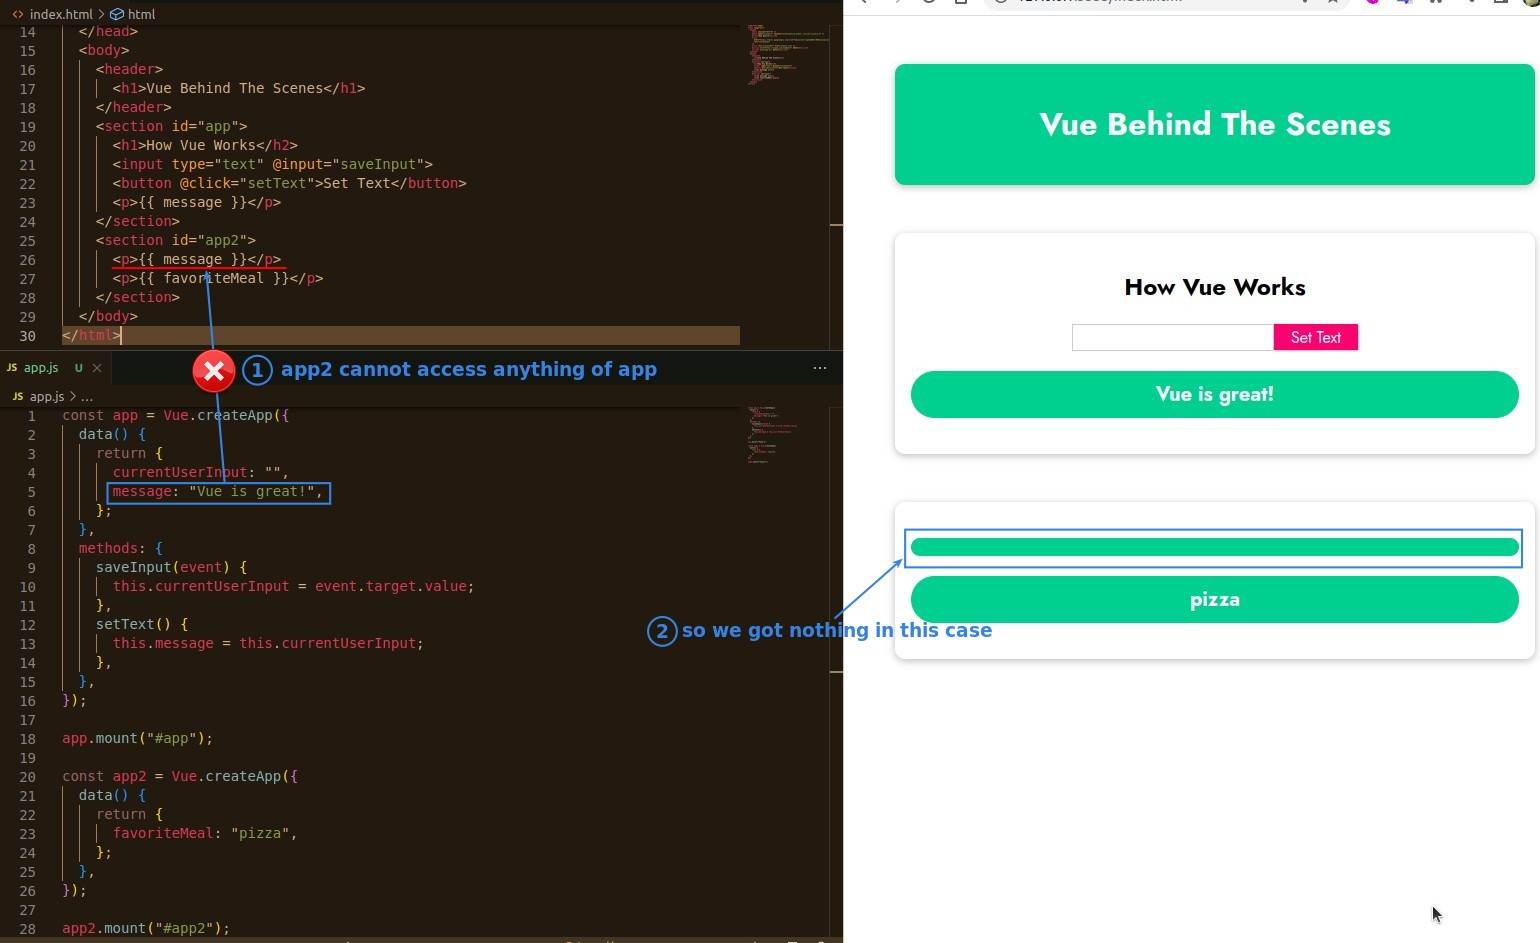 index.html > html
14 </head>
15 <body>
16 <header>
17 <h1>Vue Behind The Scenes</h1>
18 </header>
19 <section id="app">
20 <h1>How Vue Works</h2>
21 <input type="text" @input="saveInput">
22 <button @click="setText">Set Text</button>
23 <p>{{ message }}</p>
24 </section>
25 <section id="app2">
26 <p>{{ message }}</p>
27 <p>{{ favoriteMeal }}</p>
28 </section>
29 </body>
30 </html>
JS app.js U
1 app2 cannot access anything of app
JS app.js > ...
1 const app = Vue.createApp({
2 data() {
3 return {
4 currentUserInput: "",
5 message: "Vue is great!",
6 };
7 },
8 methods: {
9 saveInput(event) {
10 this.currentUserInput = event.target.value;
11 },
12 setText() {
13 this.message = this.currentUserInput;
14 },
15 },
16 });
17
18 app.mount("#app");
19
20 const app2 = Vue.createApp({
21 data() {
22 return {
23 favoriteMeal: "pizza",
24 };
25 },
26 });
27
28 app2.mount("#app2");
Vue Behind The Scenes
How Vue Works
Set Text
Vue is great!
pizza
2 so we got nothing in this case